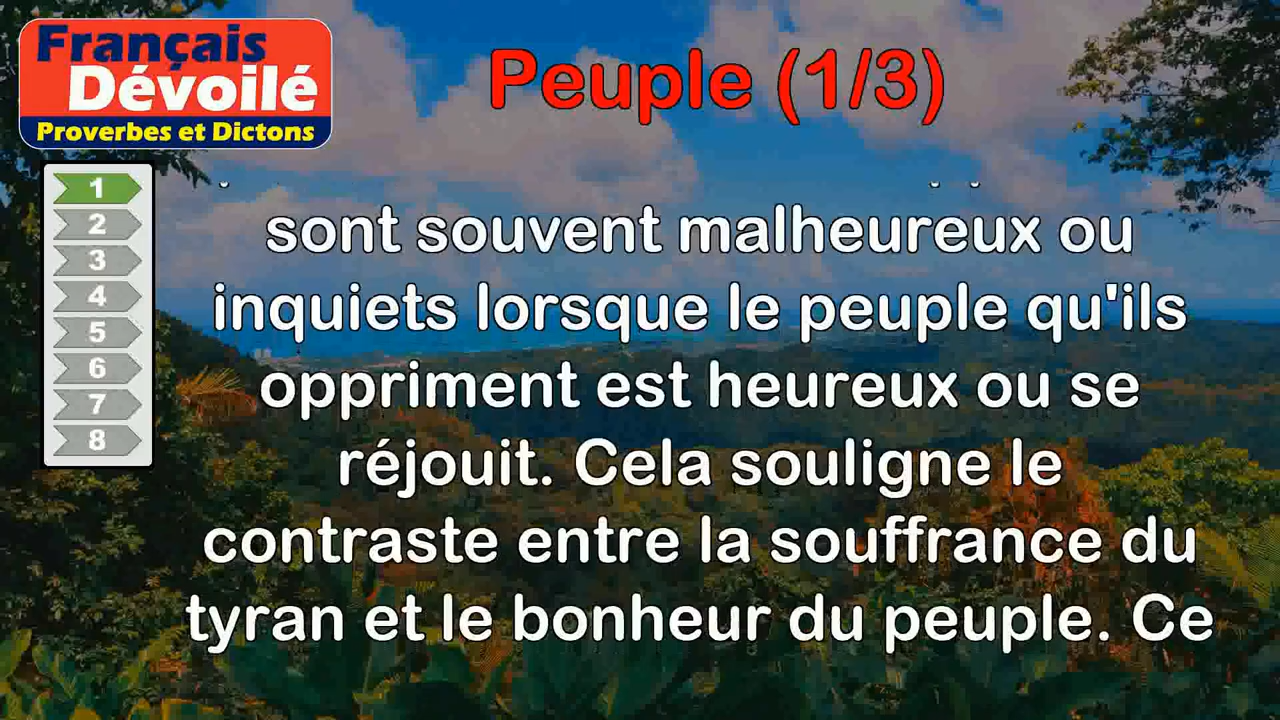 Français
Dévoilé
Proverbes et Dictons
Peuple (1/3)
1
2
3
4
5
6
7
8
sont souvent malheureux ou
inquiets lorsque le peuple qu'ils
oppriment est heureux ou se
réjouit. Cela souligne le
contraste entre la souffrance du
tyran et le bonheur du peuple. Ce